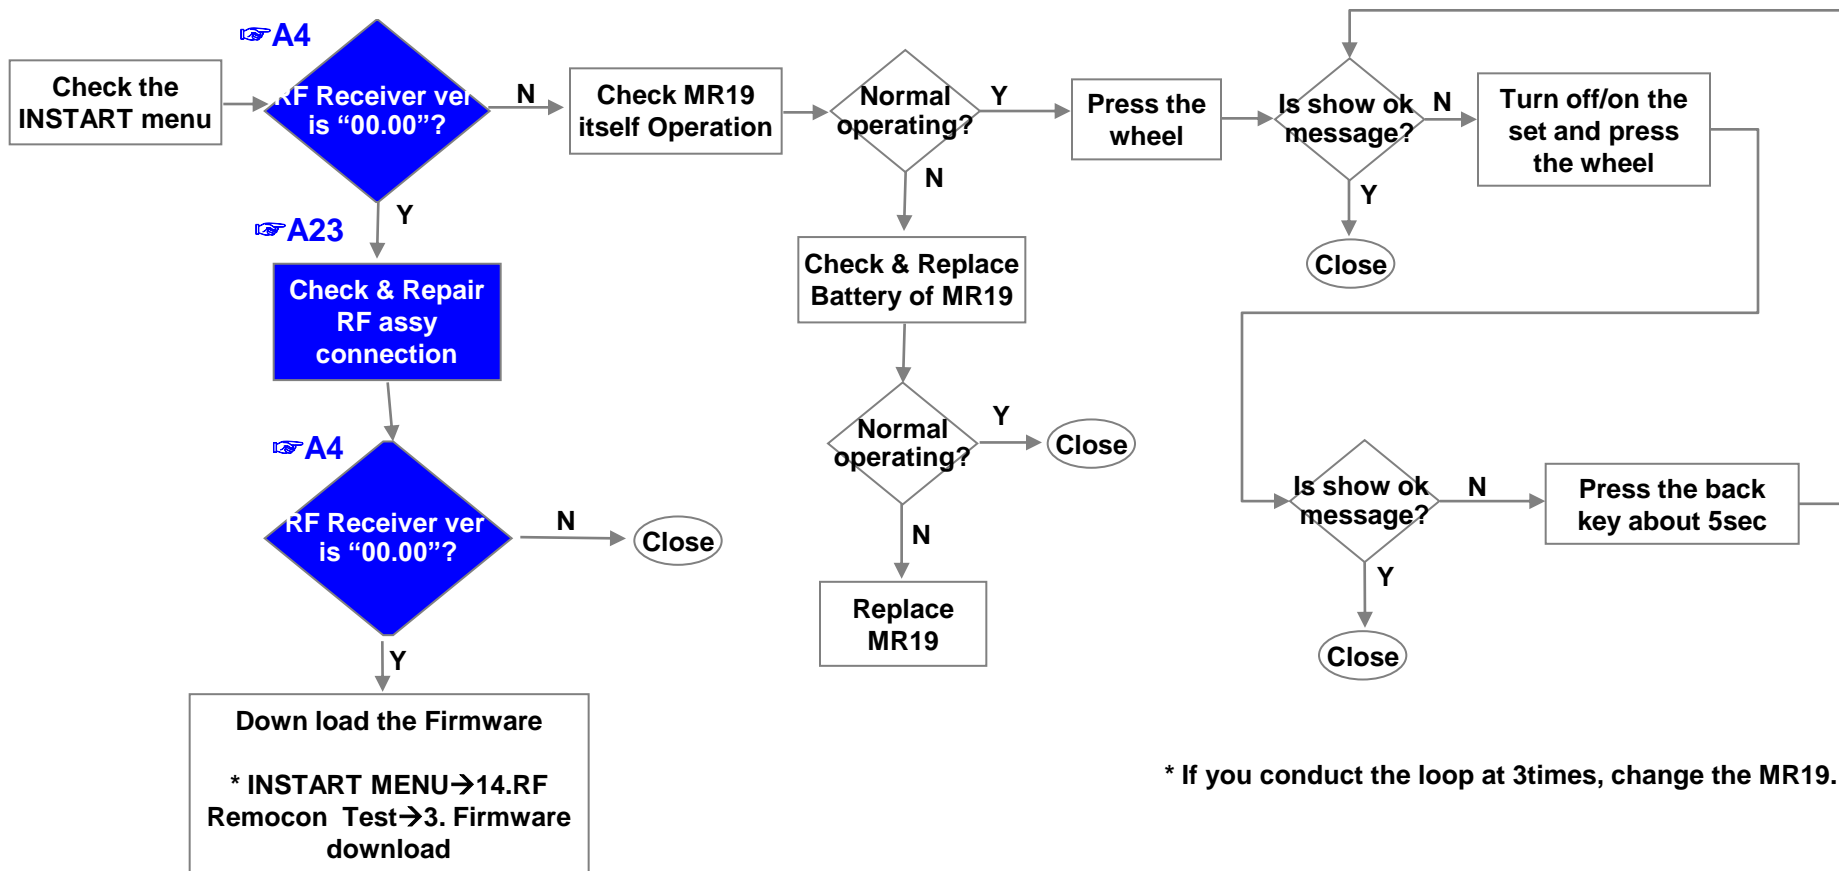 ☞A4
Check the
INSTART menu
RF Receiver ver
is “00.00”?
N
Check MR19
itself Operation
Normal
operating?
Y
Press the
wheel
Is show ok
message?
N
Turn off/on the
set and press
the wheel
Y
Close
Y
☞A23
Check & Repair
RF assy
connection
N
Check & Replace
Battery of MR19
☞A4
RF Receiver ver
is “00.00”?
N
Close
Normal
operating?
Y
Close
N
Replace
MR19
Is show ok
message?
N
Press the back
key about 5sec
Y
Close
Y
Down load the Firmware
* INSTART MENU→14.RF
Remocon Test→3. Firmware
download
* If you conduct the loop at 3times, change the MR19.